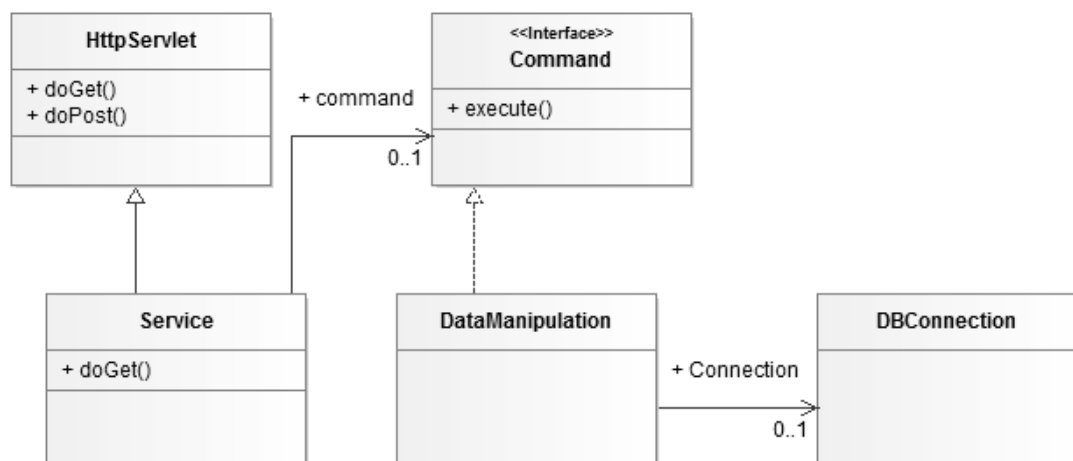 HttpServlet
+ doGet()
+ doPost()
+ command
0..1
<<Interface>>
Command
+ execute()
Service
+ doGet()
DataManipulation
+ Connection
0..1
DBConnection